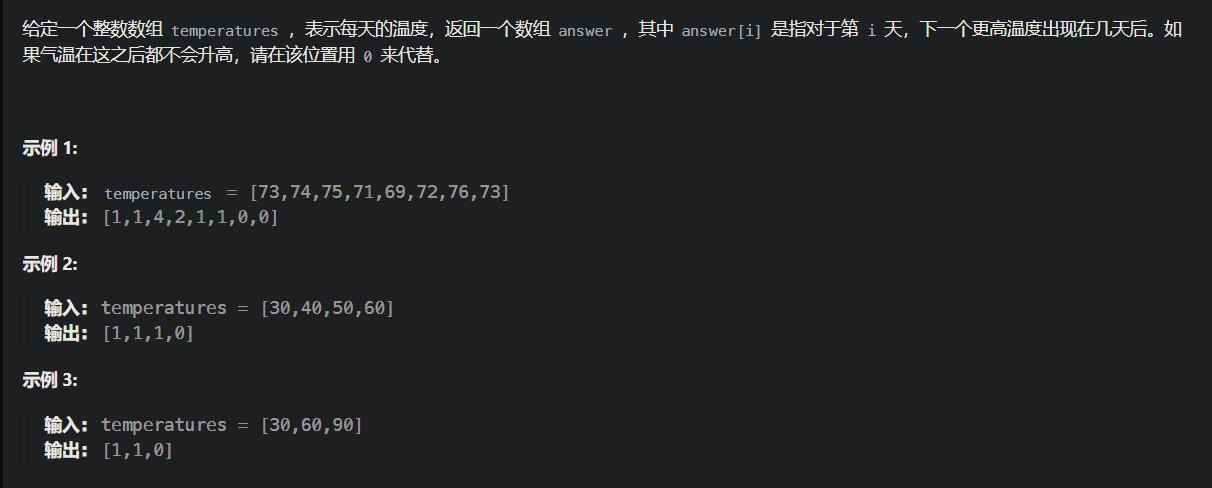 给定一个整数数组 temperatures ，表示每天的温度，返回一个数组 answer ，其中 answer[i] 是指对于第 i 天，下一个更高温度出现在几天后。如
果气温在这之后都不会升高，请在该位置用 0 来代替。
示例 1:
输入: temperatures = [73,74,75,71,69,72,76,73]
输出: [1,1,4,2,1,1,0,0]
示例 2:
输入: temperatures = [30,40,50,60]
输出: [1,1,1,0]
示例 3:
输入: temperatures = [30,60,90]
输出: [1,1,0]